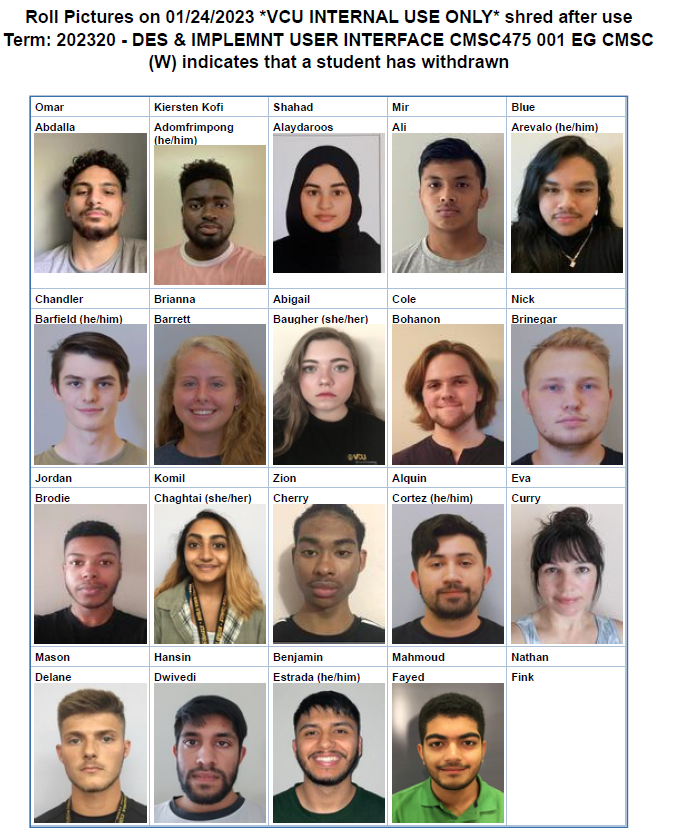 Roll Pictures on 01/24/2023 *VCU INTERNAL USE ONLY* shred after use
Term: 202320 - DES & IMPLEMNT USER INTERFACE CMSC475 001 EG CMSC
(W) indicates that a student has withdrawn
Omar Kiersten Kofi Shahad Mir Blue
Abdalla Adomfrimpong Alaydaroos Ali Arevalo (he/him)
(he/him)
Chandler Brianna Abigail Cole Nick
Barfield (he/him) Barrett Baugher (she/her) Bohanon Brinegar
VCU
Jordan Komil Zion Alquin Eva
Brodie Chaghtai (she/her) Cherry Cortez (he/him) Curry
Mason Hansin Benjamin Mahmoud Nathan
Delane Dwivedi Estrada (he/him) Fayed Fink